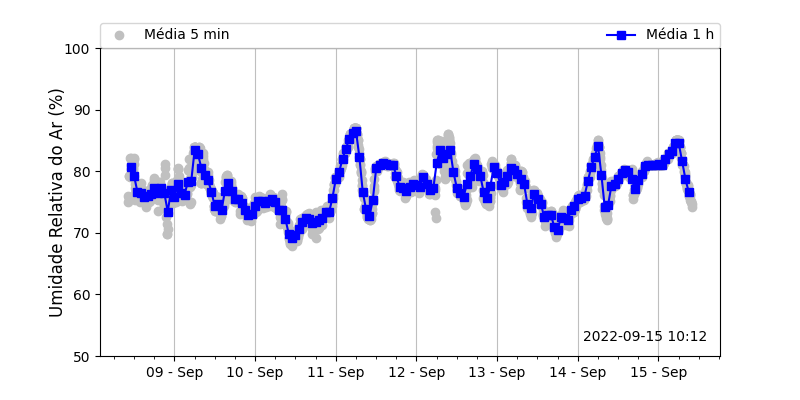 Média 5 min
Média 1 h
Umidade Relativa do Ar (%)
100
90
80
70
60
50
2022-09-15 10:12
09 - Sep
10 - Sep
11 - Sep
12 - Sep
13 - Sep
14 - Sep
15 - Sep